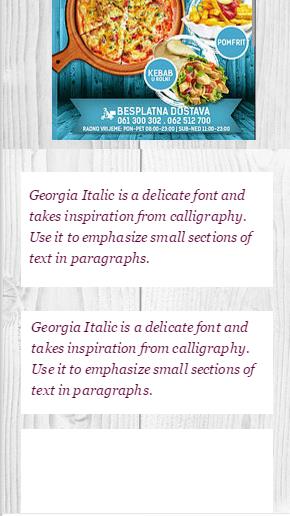 POMFRIT
KEBAB
U ROLNI
BESPLATNA DOSTAVA
061 300 302 . 062 512 700
RADNO VRIJEME: PON-PET 08:00-23:00 | SUB-NED 11:00-23:00
Georgia Italic is a delicate font and
takes inspiration from calligraphy.
Use it to emphasize small sections of
text in paragraphs.
Georgia Italic is a delicate font and
takes inspiration from calligraphy.
Use it to emphasize small sections of
text in paragraphs.